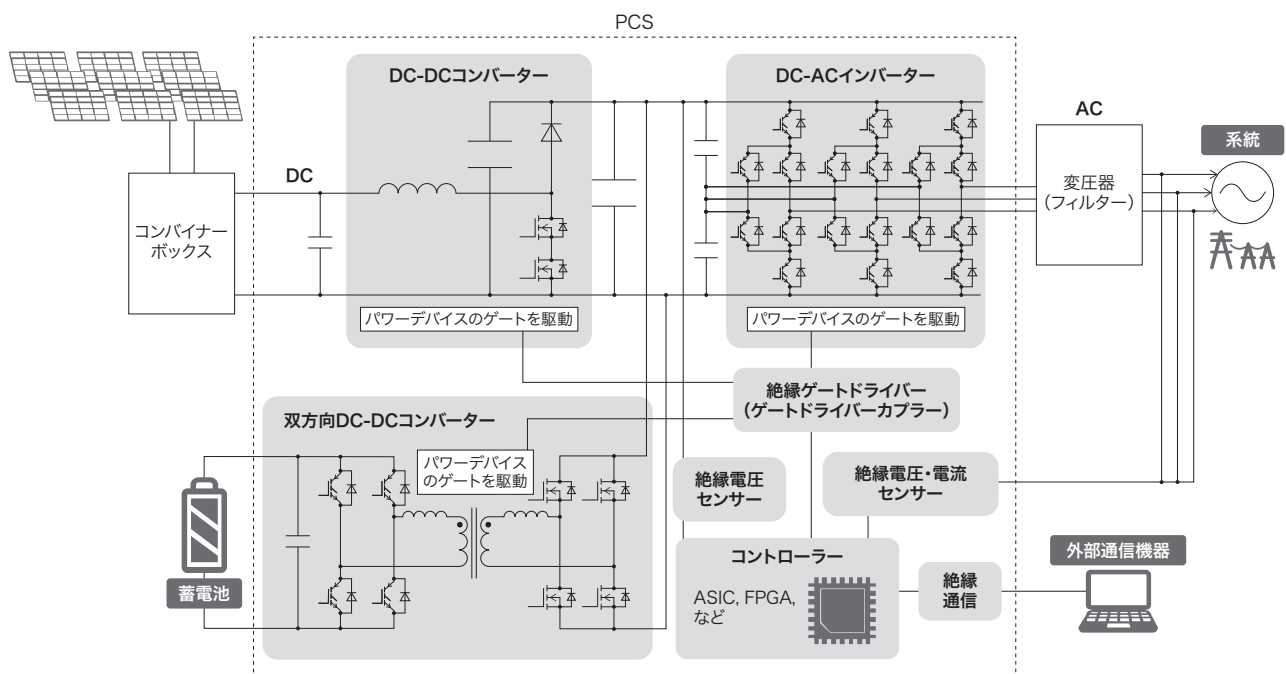 PCS
DC-DCコンバーター
DC-ACインバーター
AC
系統
DC
コンバイナー
ボックス
変圧器
(フィルター)
パワーデバイスのゲートを駆動
パワーデバイスのゲートを駆動
絶縁ゲートドライバー
(ゲートドライバーカプラー)
双方向DC-DCコンバーター
パワーデバイス
のゲートを駆動
絶縁電圧
センサー
絶縁電圧・電流
センサー
蓄電池
コントローラー
ASIC, FPGA,
など
絶縁
通信
外部通信機器